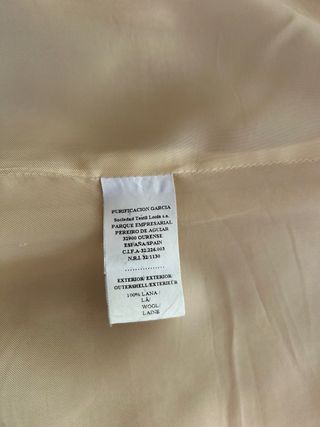 PURIFICACION GARCIA
Sociedad Textil Lonia s.a.
PARQUE EMPRESARIAL
PEREIRO DE AGUIAR
32900 OURENSE
ESPAÑA/SPAIN
C.I.F.A-32.226.003
N.R.I. 32/1130
EXTERIOR/ EXTERIOR/
OUTERSHELL/EXTERIEUR
100% LANA /
LÃ/
WOOL/
LAINE